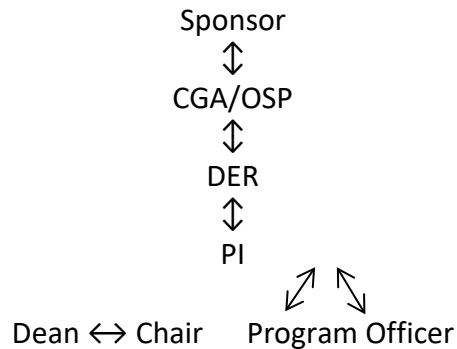 Sponsor
↕
CGA/OSP
↕
DER
↕
PI
Dean ↔ Chair Program Officer